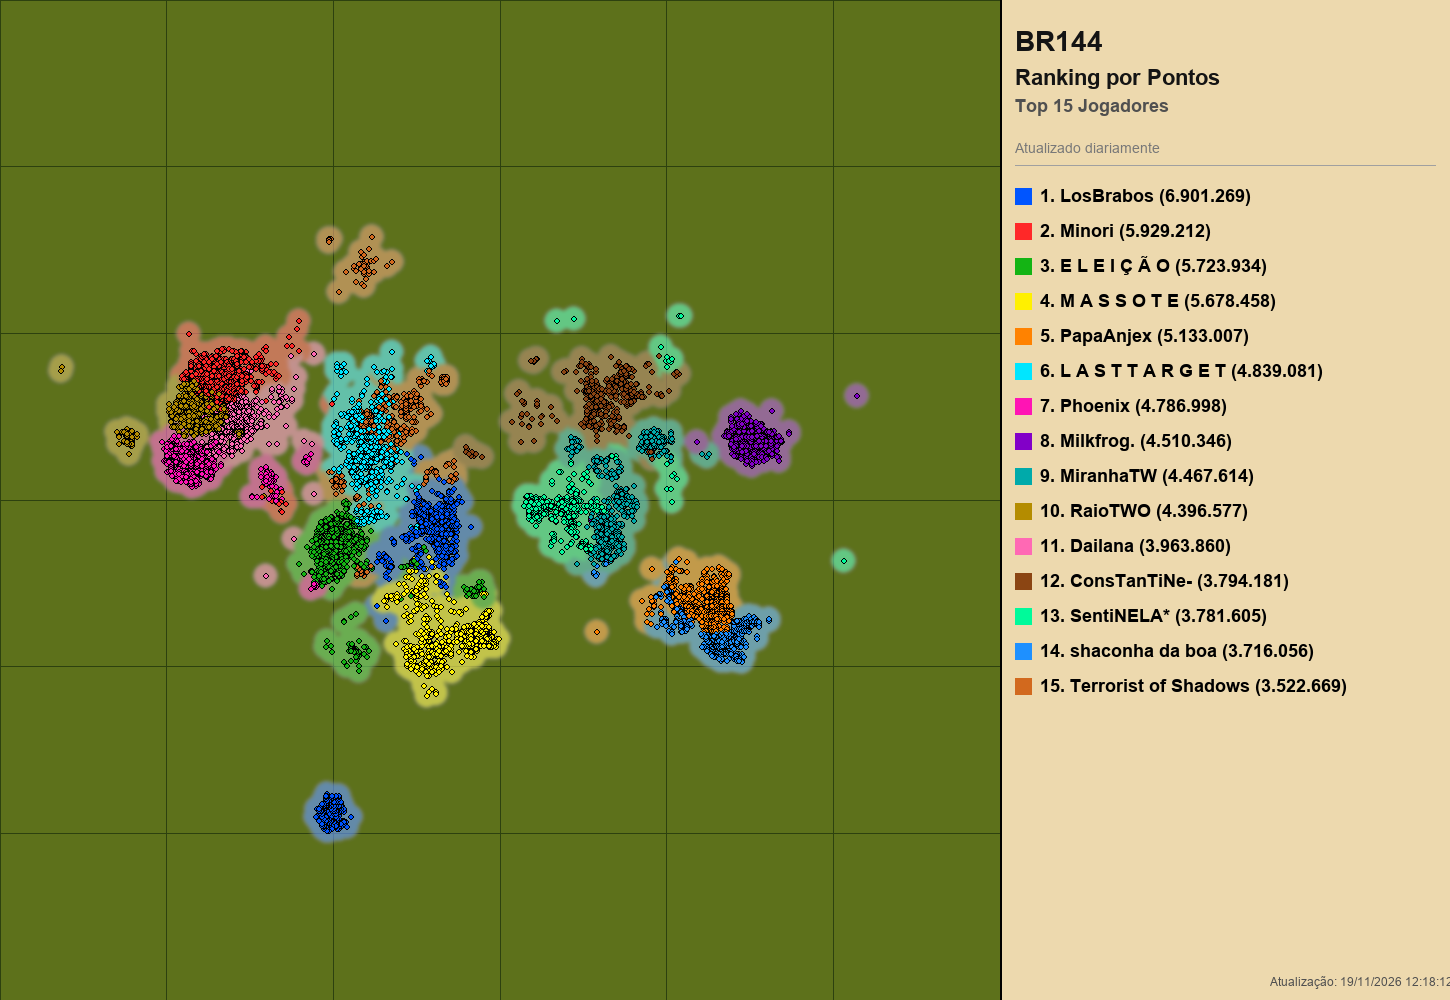 BR144
Ranking por Pontos
Top 15 Jogadores
Atualizado diariamente
1. LosBrabos (6.901.269)
2. Minori (5.929.212)
3. E L E I Ç Ã O (5.723.934)
4. M A S S O T E (5.678.458)
5. PapaAnjex (5.133.007)
6. L A S T T A R G E T (4.839.081)
7. Phoenix (4.786.998)
8. Milkfrog. (4.510.346)
9. MiranhaTW (4.467.614)
10. RaioTWO (4.396.577)
11. Dailana (3.963.860)
12. ConsTanTiNe- (3.794.181)
13. SentiNELA* (3.781.605)
14. shaconha da boa (3.716.056)
15. Terrorist of Shadows (3.522.669)
Atualização: 19/11/2026 12:18:12